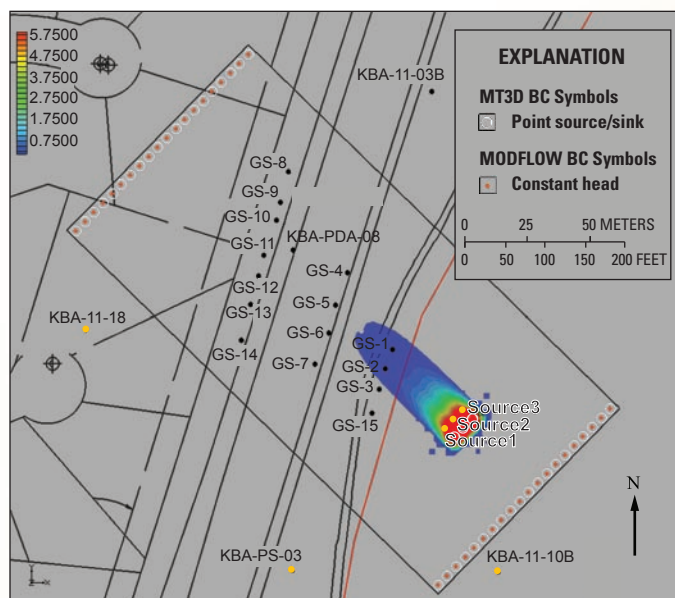 5.7500
4.7500
3.7500
2.7500
1.7500
0.7500
EXPLANATION
MT3D BC Symbols
Point source/sink
MODFLOW BC Symbols
Constant head
0 25 50 METERS
0 50 100 150 200 FEET
KBA-11-03B
GS-8
GS-9
GS-10
GS-11
KBA-PDA-08
GS-12
GS-4
GS-13
GS-5
KBA-11-18
GS-6
GS-14
GS-1
GS-7
GS-2
GS-3
GS-15
Source3
Source2
Source1
N
KBA-PS-03
KBA-11-10B
z x